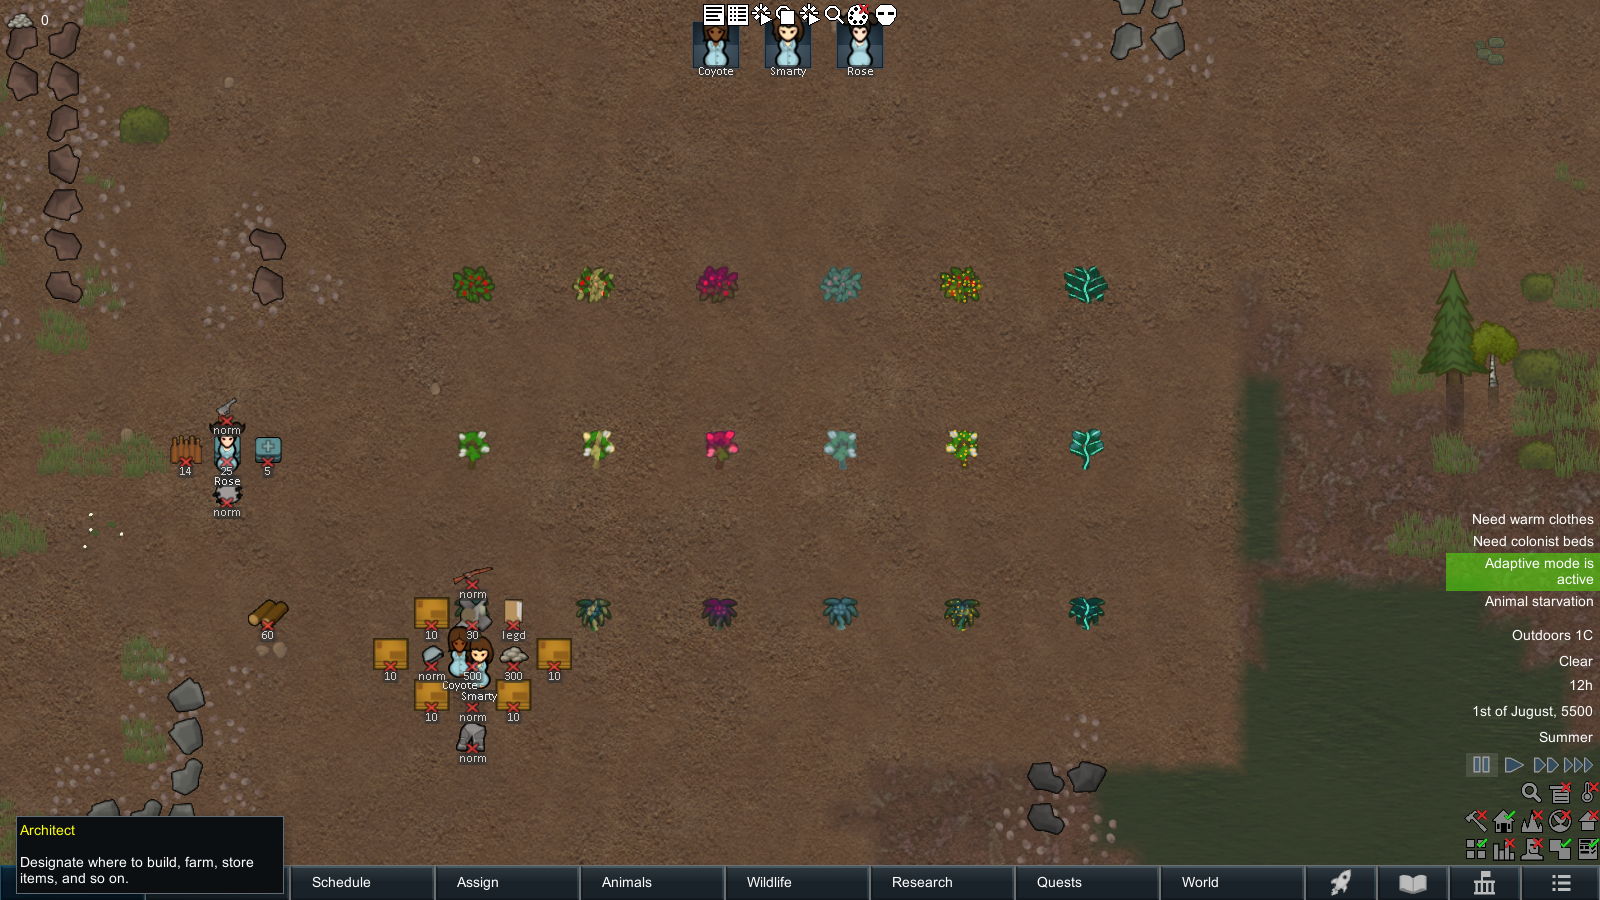 0
Coyote
Smarty
Rose
norm
14
25
5
Rose
norm
60
norm
10
30
legd
10
norm
500
300
10
Coyote
Smarty
10
norm
10
norm
Need warm clothes
Need colonist beds
Adaptive mode is
active
Animal starvation
Outdoors 1C
Clear
12h
1st of Jugust, 5500
Summer
Architect
Designate where to build, farm, store
items, and so on.
Schedule
Assign
Animals
Wildlife
Research
Quests
World